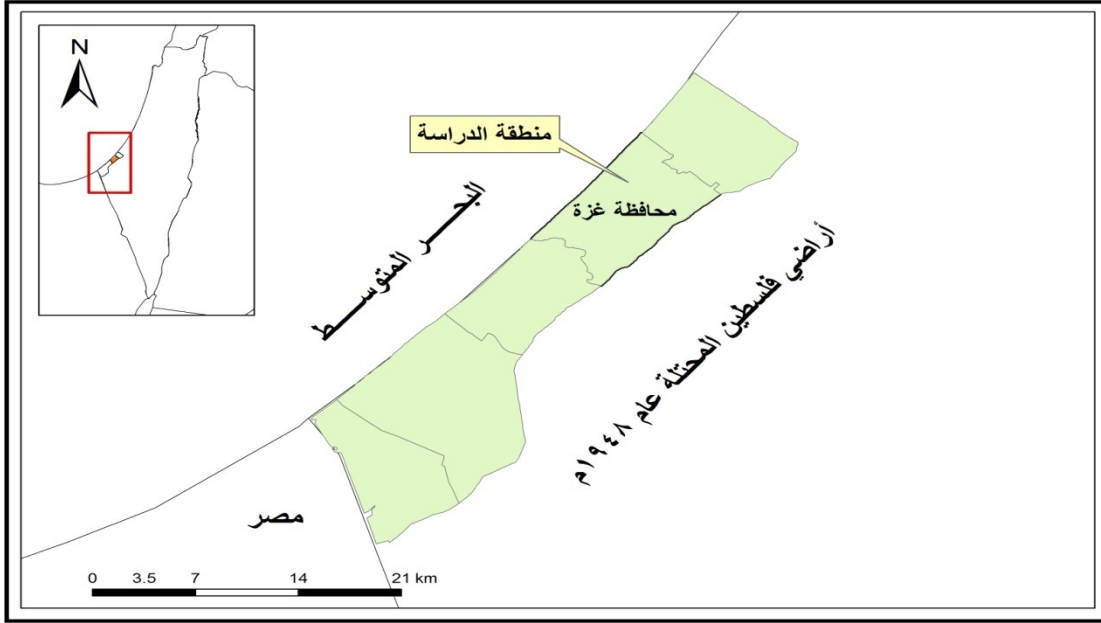 N
منطقة الدراسة
محافظة غزة
البحـــر المتوســـط
أراضي فلسطين المحتلة عام ١٩٤٨م
مصر
0 3.5 7 14 21 km